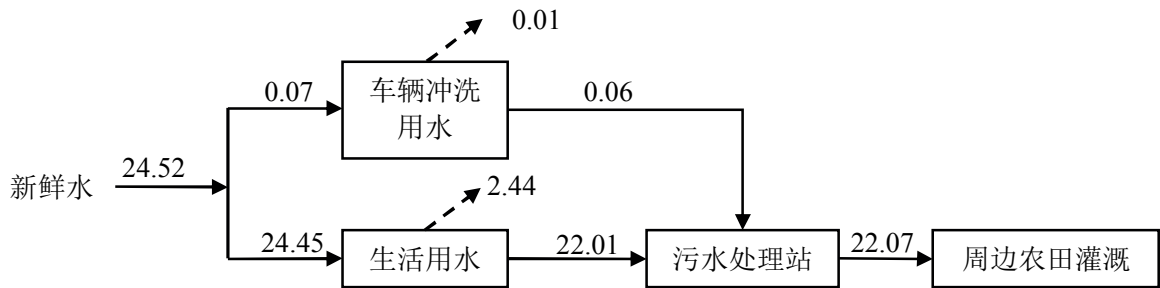 0.01
0.07
车辆冲洗
用水
0.06
新鲜水
24.52
2.44
24.45
生活用水
22.01
污水处理站
22.07
周边农田灌溉